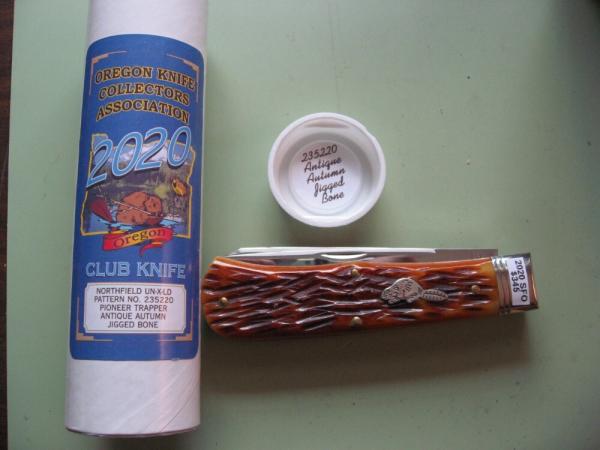 OREGON KNIFE
COLLECTORS
ASSOCIATION
2020
Oregon
CLUB KNIFE
NORTHFIELD UN-X-LD
PATTERN NO. 235220
PIONEER TRAPPER
ANTIQUE AUTUMN
JIGGED BONE
235220
Antique
Autumn
Jigged
Bone
2020 SFO
$345